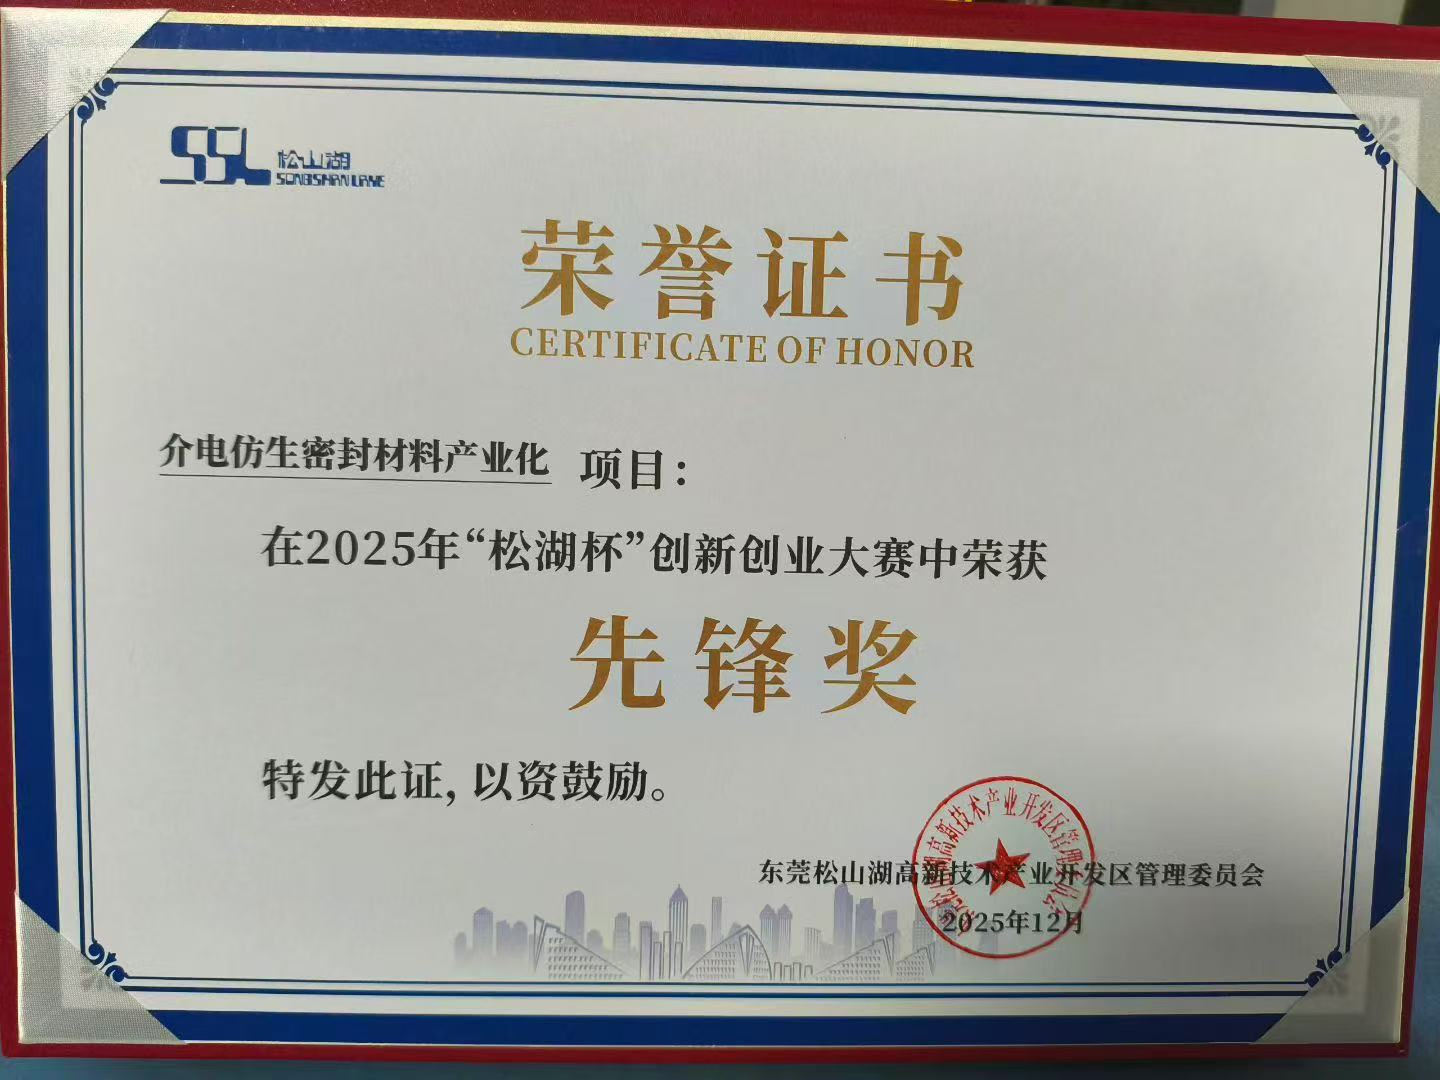 SSL 松山湖
SONGSHAN LAKE
荣誉证书
CERTIFICATE OF HONOR
介电仿生密封材料产业化 项目：
在2025年“松湖杯”创新创业大赛中荣获
先锋奖
特发此证，以资鼓励。
东莞松山湖高新技术产业开发区管理委员会
2025年12月